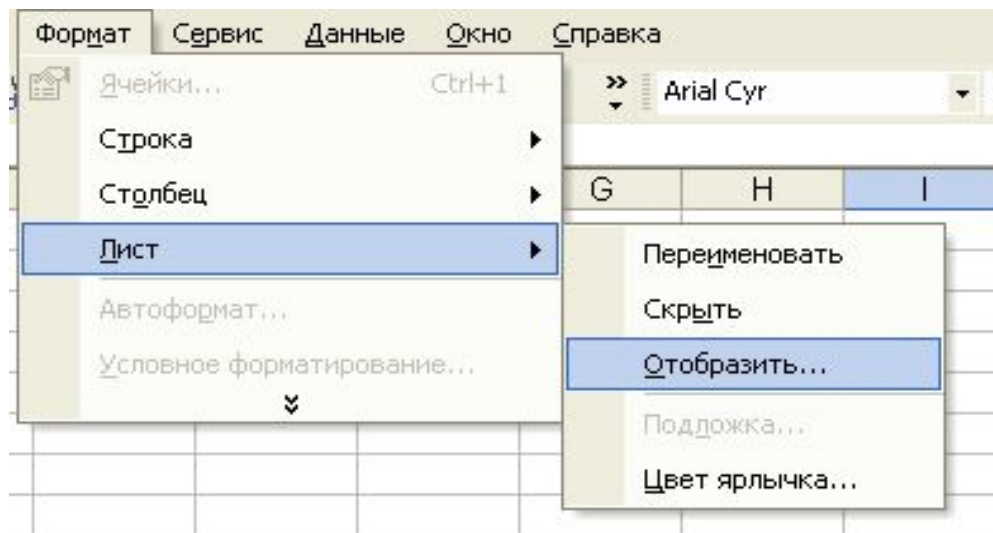 Формат Сервис Данные Окно Справка
Ячейки... Ctrl+1
Arial Cyr
Строка
Столбец
G H I
Лист
Переименовать
Автоформат...
Скрыть
Условное форматирование...
Отобразить...
Подложка...
Цвет ярлычка...